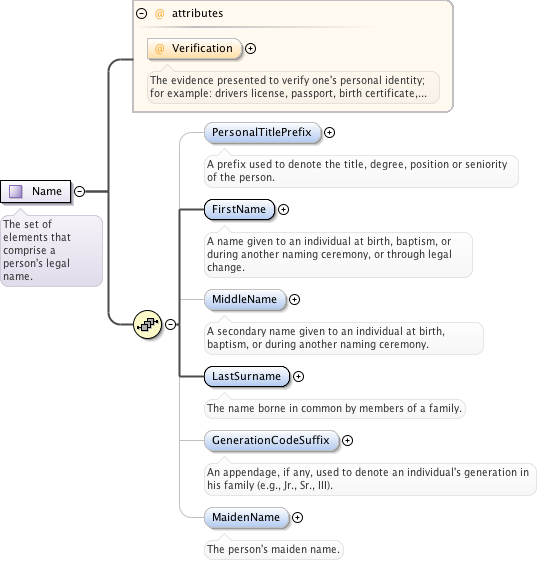 @ attributes
@ Verification
The evidence presented to verify one's personal identity;
for example: drivers license, passport, birth certificate,...
PersonalTitlePrefix
A prefix used to denote the title, degree, position or seniority
of the person.
Name
The set of
elements that
comprise a
person's legal
name.
FirstName
A name given to an individual at birth, baptism, or
during another naming ceremony, or through legal
change.
MiddleName
A secondary name given to an individual at birth,
baptism, or during another naming ceremony.
LastSurname
The name borne in common by members of a family.
GenerationCodeSuffix
An appendage, if any, used to denote an individual's generation in
his family (e.g., Jr., Sr., III).
MaidenName
The person's maiden name.